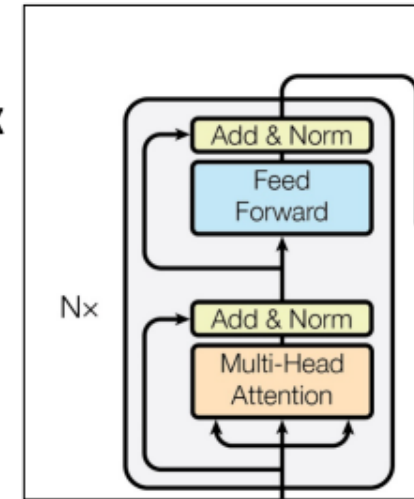 Add & Norm
Feed
Forward
N×
Add & Norm
Multi-Head
Attention